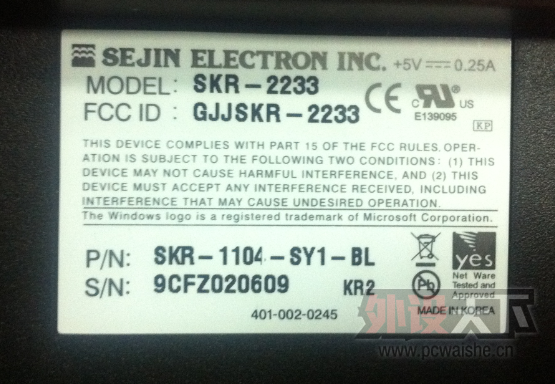 SEJIN ELECTRON INC. +5V⎓0.25A
MODEL: SKR-2233
FCC ID: GJJSKR-2233
CE c RU US
E139095
KP
THIS DEVICE COMPLIES WITH PART 15 OF THE FCC RULES. OPER-
ATION IS SUBJECT TO THE FOLLOWING TWO CONDITIONS: (1) THIS
DEVICE MAY NOT CAUSE HARMFUL INTERFERENCE, AND (2) THIS
DEVICE MUST ACCEPT ANY INTERFERENCE RECEIVED, INCLUDING
INTERFERENCE THAT MAY CAUSE UNDESIRED OPERATION.
The Windows logo is a registered trademark of Microsoft Corporation.
P/N: SKR-1104-SY1-BL
S/N: 9CFZ020609 KR2
401-002-0245
Pb
yes
Net Ware
Tested and
Approved
MADE IN KOREA
外设天下
www.pcwaishe.cn